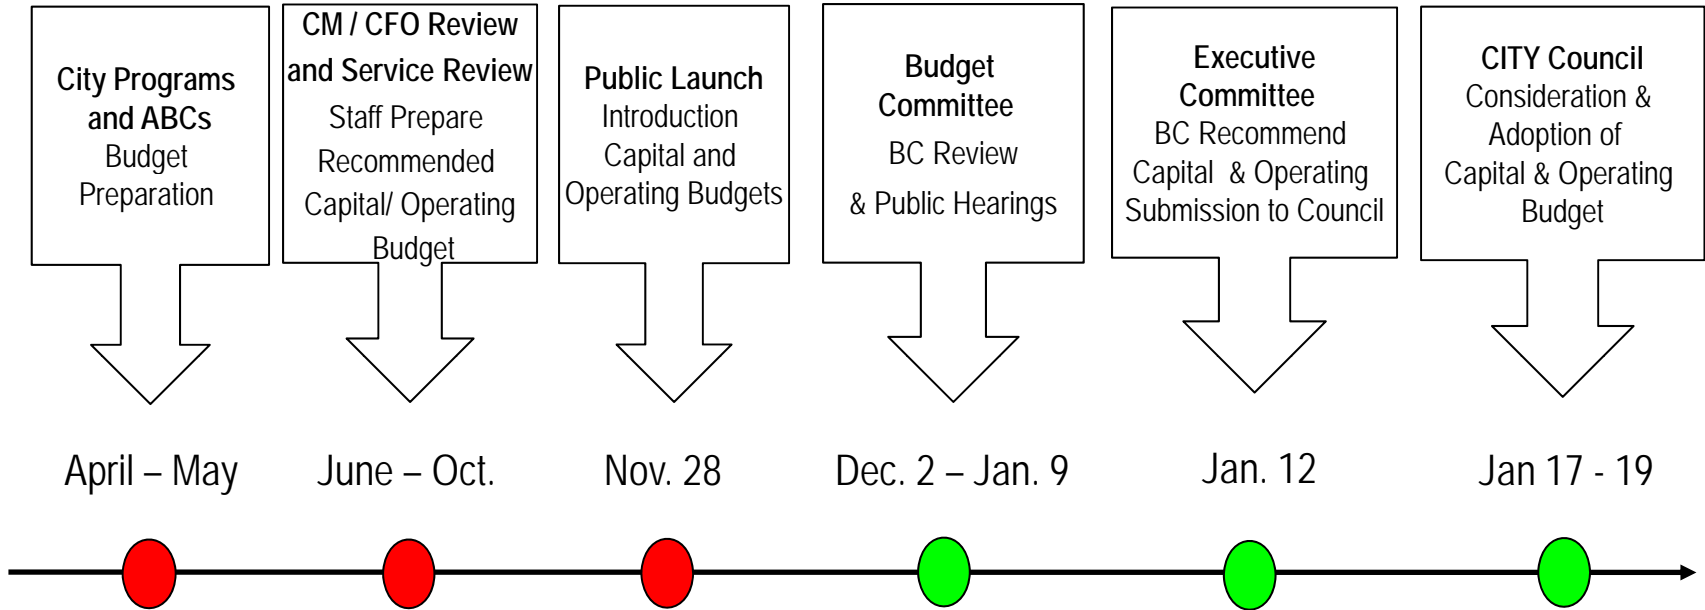 City Programs
and ABCs
Budget
Preparation
CM / CFO Review
and Service Review
Staff Prepare
Recommended
Capital/ Operating
Budget
Public Launch
Introduction
Capital and
Operating Budgets
Budget
Committee
BC Review
& Public Hearings
Executive
Committee
BC Recommend
Capital & Operating
Submission to Council
CITY Council
Consideration &
Adoption of
Capital & Operating
Budget
April – May
June – Oct.
Nov. 28
Dec. 2 – Jan. 9
Jan. 12
Jan 17 - 19